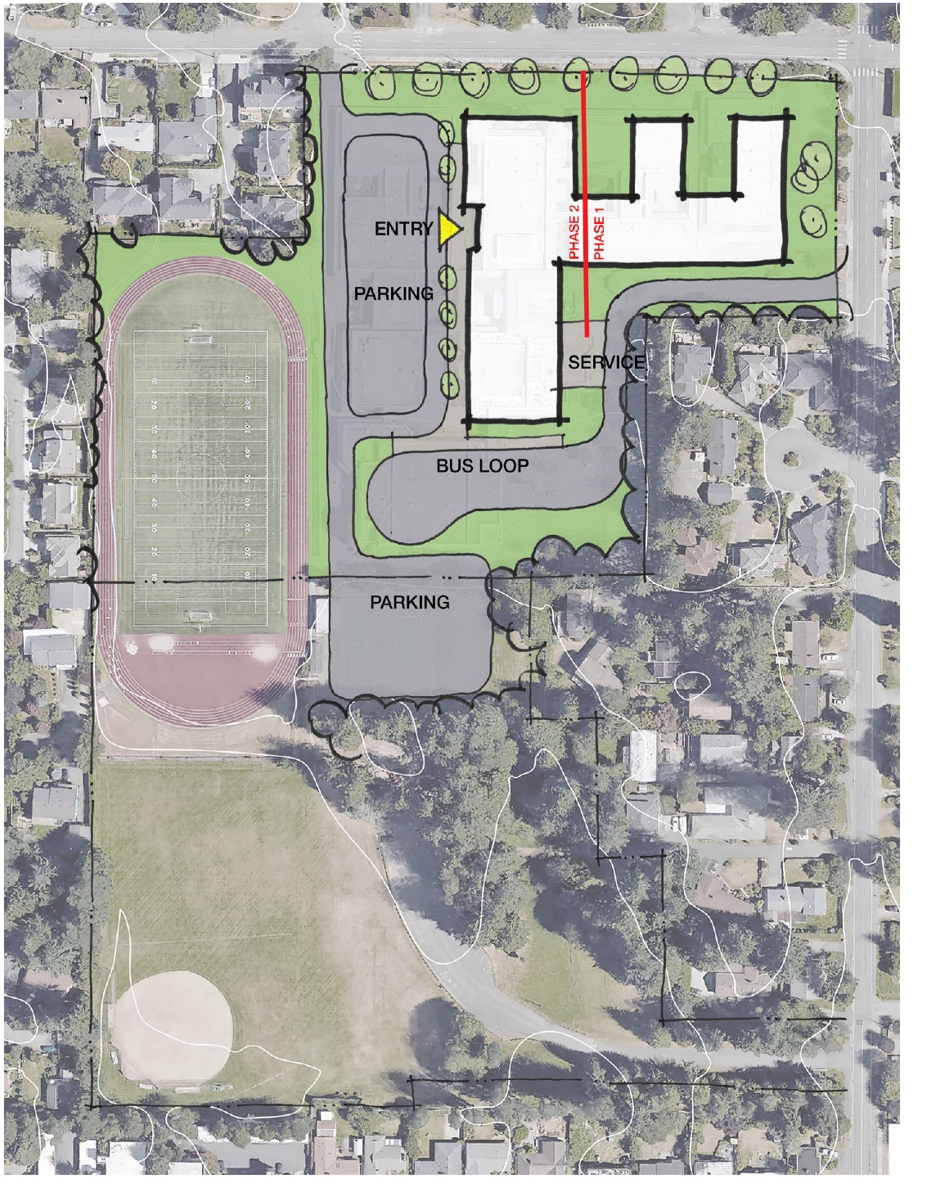 ENTRY
PHASE 2
PHASE 1
PARKING
SERVICE
BUS LOOP
PARKING